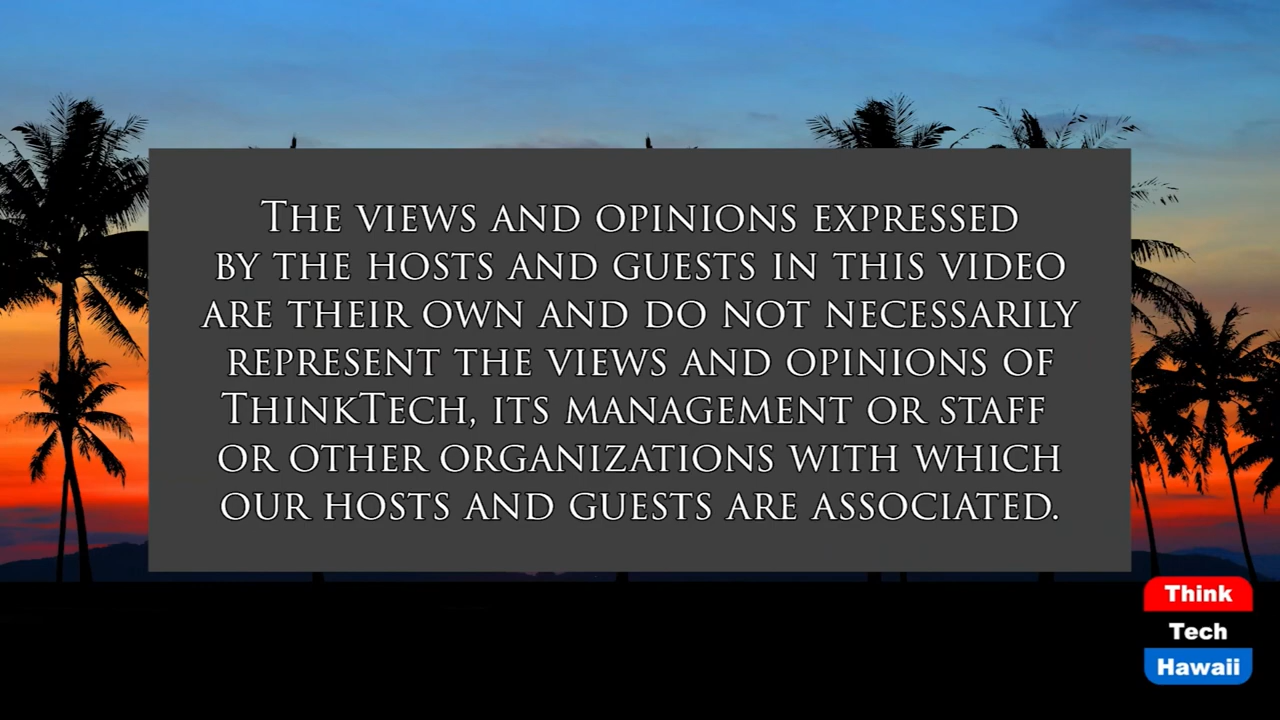 The views and opinions expressed
by the hosts and guests in this video
are their own and do not necessarily
represent the views and opinions of
ThinkTech, its management or staff
or other organizations with which
our hosts and guests are associated.
Think
Tech
Hawaii